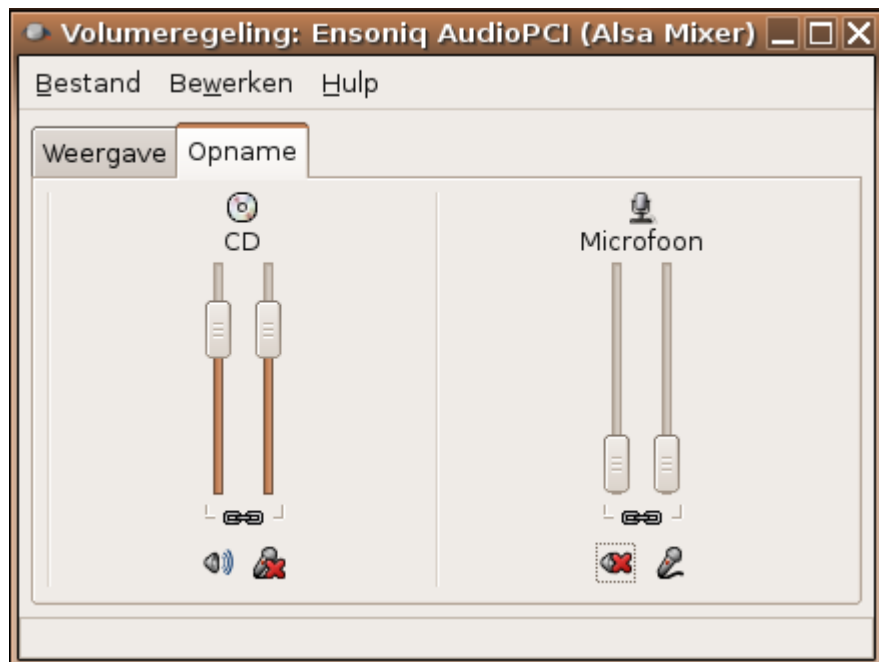 Volumeregeling: Ensoniq AudioPCI (Alsa Mixer)
Bestand Bewerken Hulp
Weergave Opname
CD Microfoon